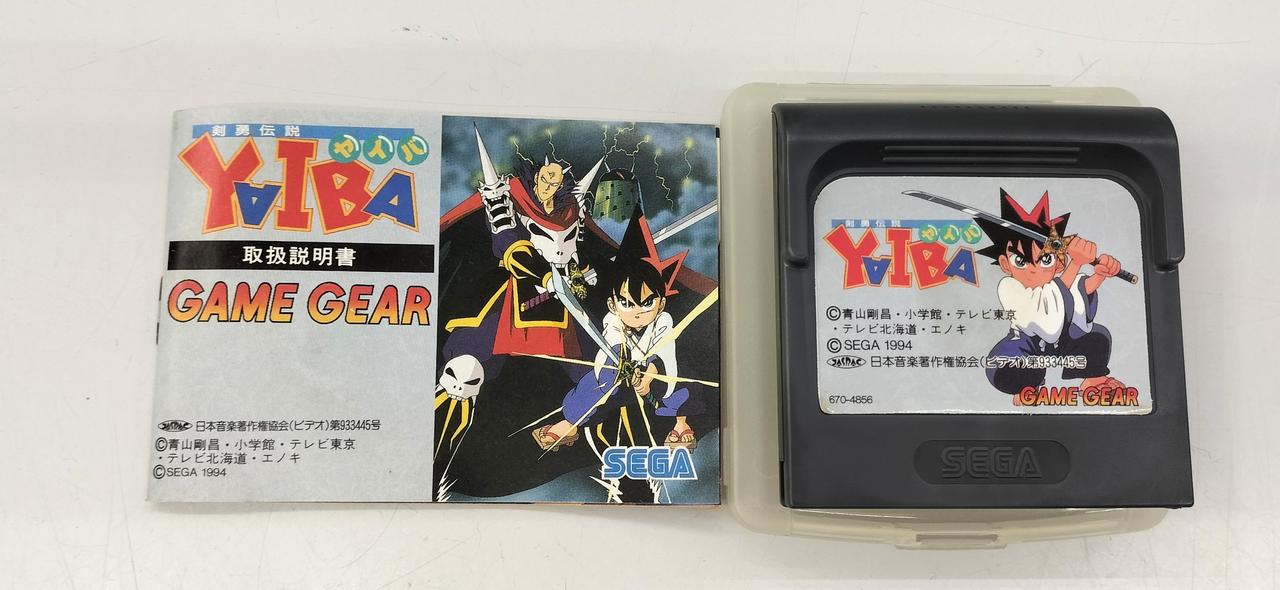 剣勇伝説
YAIBA
ヤイバ
取扱説明書
GAME GEAR
JASRAC 日本音楽著作権協会(ビデオ)第933445号
©青山剛昌・小学館・テレビ東京
・テレビ北海道・エノキ
©SEGA 1994
SEGA
剣勇伝説
YAIBA
ヤイバ
©青山剛昌・小学館・テレビ東京
・テレビ北海道・エノキ
©SEGA 1994
JASRAC 日本音楽著作権協会(ビデオ)第933445号
670-4856
GAME GEAR
SEGA